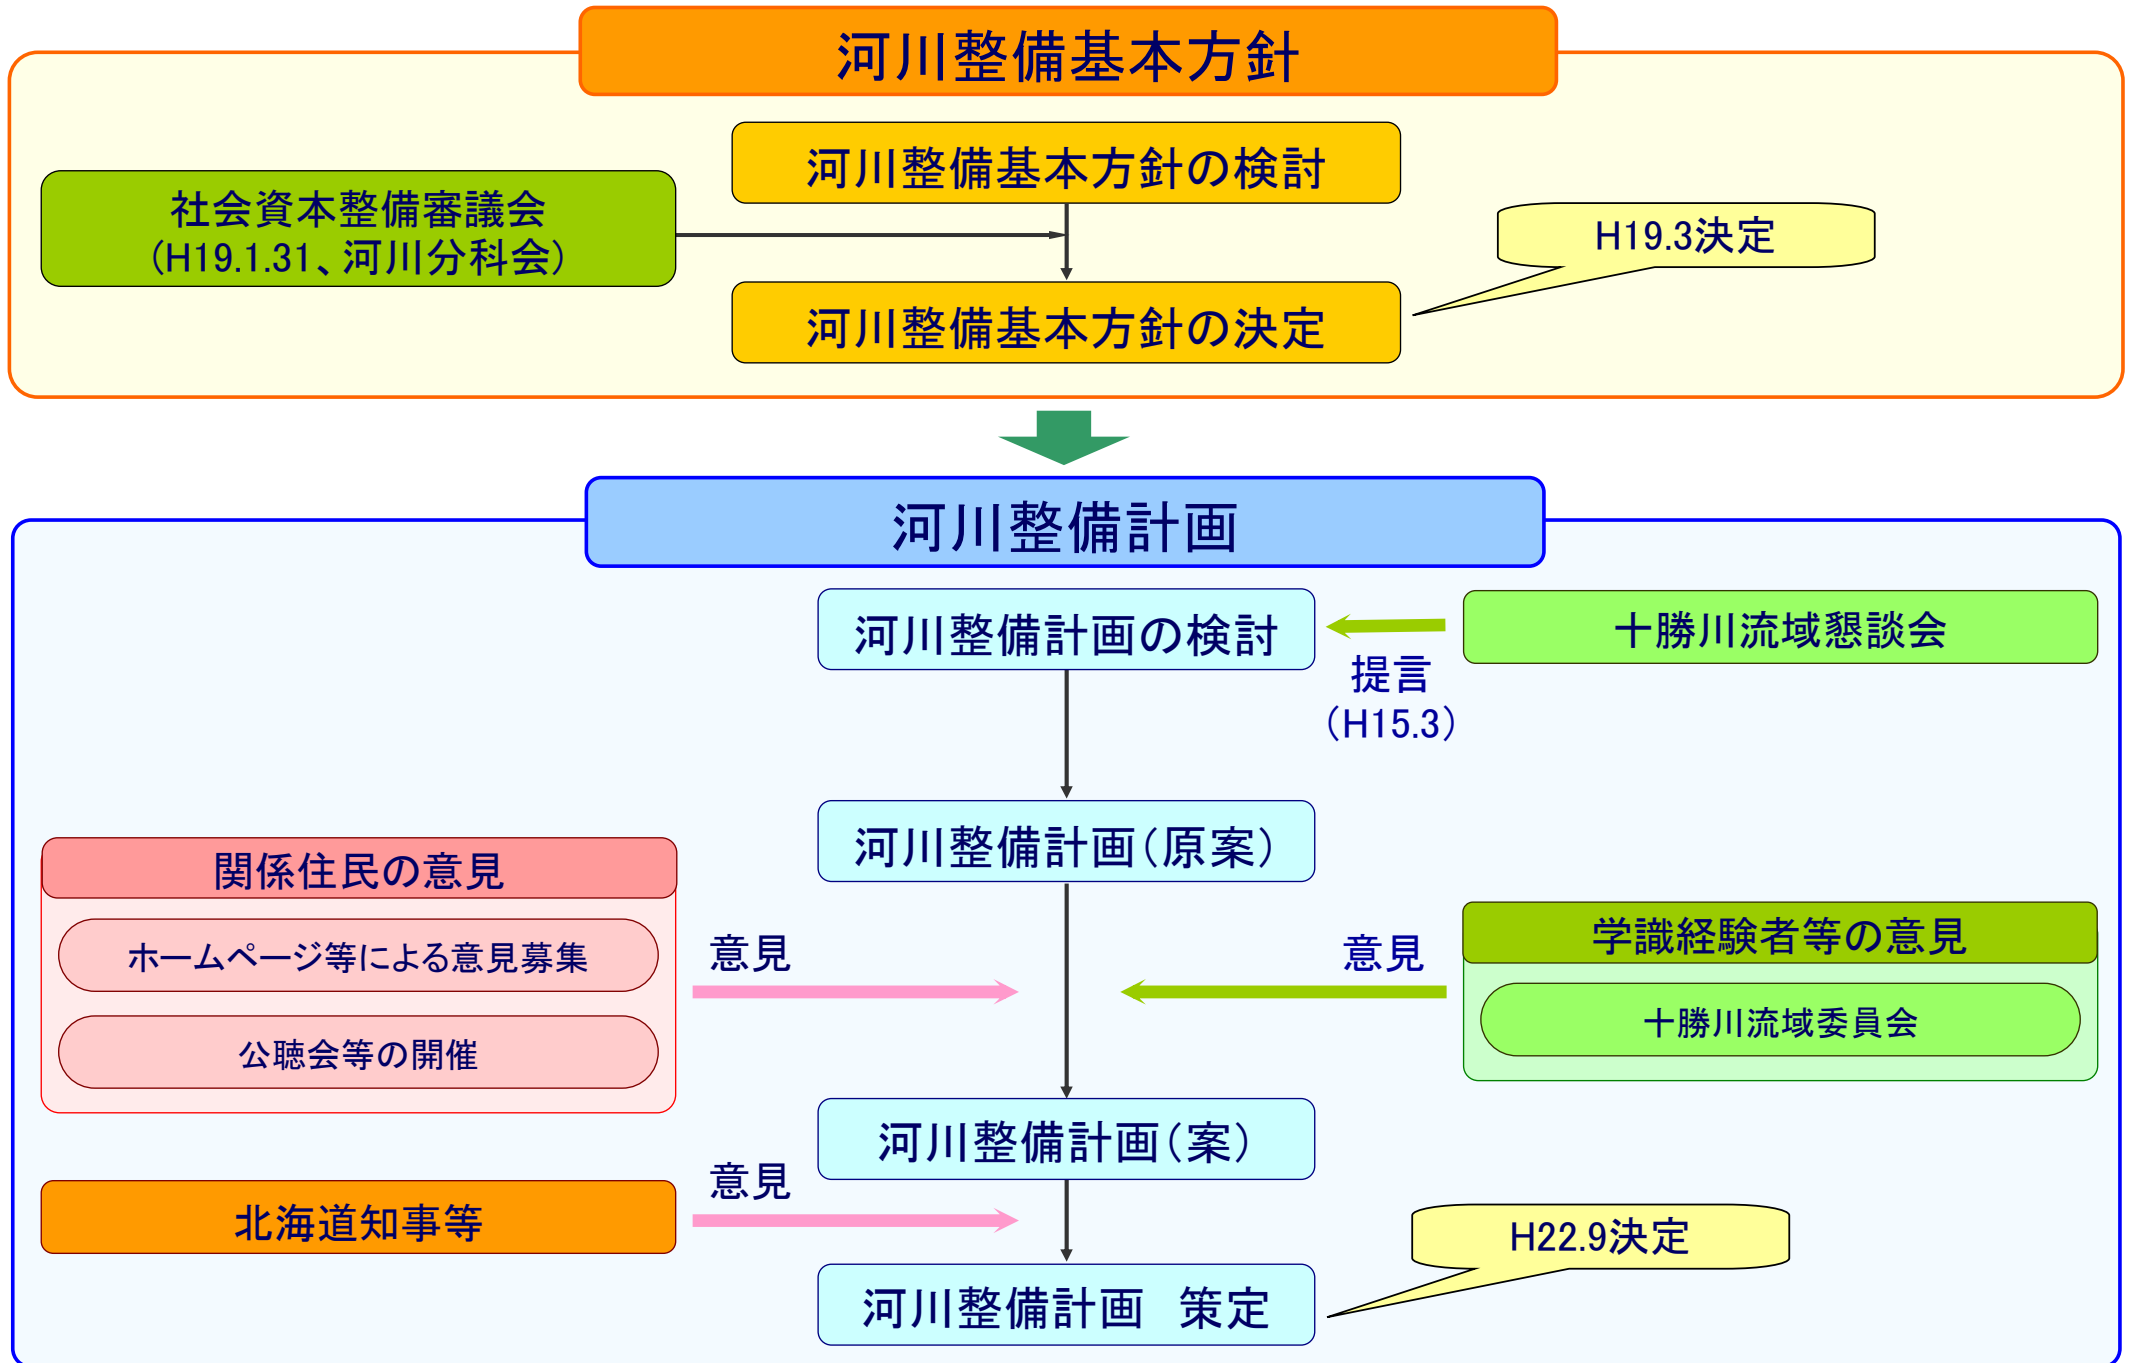 河川整備基本方針
河川整備基本方針の検討
社会資本整備審議会
（H19.1.31、河川分科会）
H19.3決定
河川整備基本方針の決定
河川整備計画
河川整備計画の検討
十勝川流域懇談会
提言
（H15.3）
河川整備計画（原案）
関係住民の意見
ホームページ等による意見募集
公聴会等の開催
意見
意見
学識経験者等の意見
十勝川流域委員会
河川整備計画（案）
意見
北海道知事等
H22.9決定
河川整備計画　策定